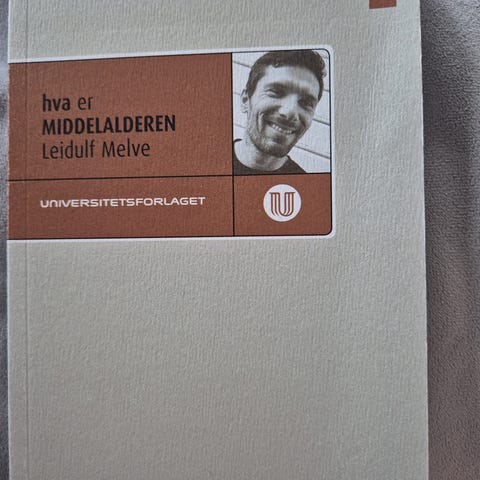 hva er
MIDDELALDEREN
Leidulf Melve
UNIVERSITETSFORLAGET
U